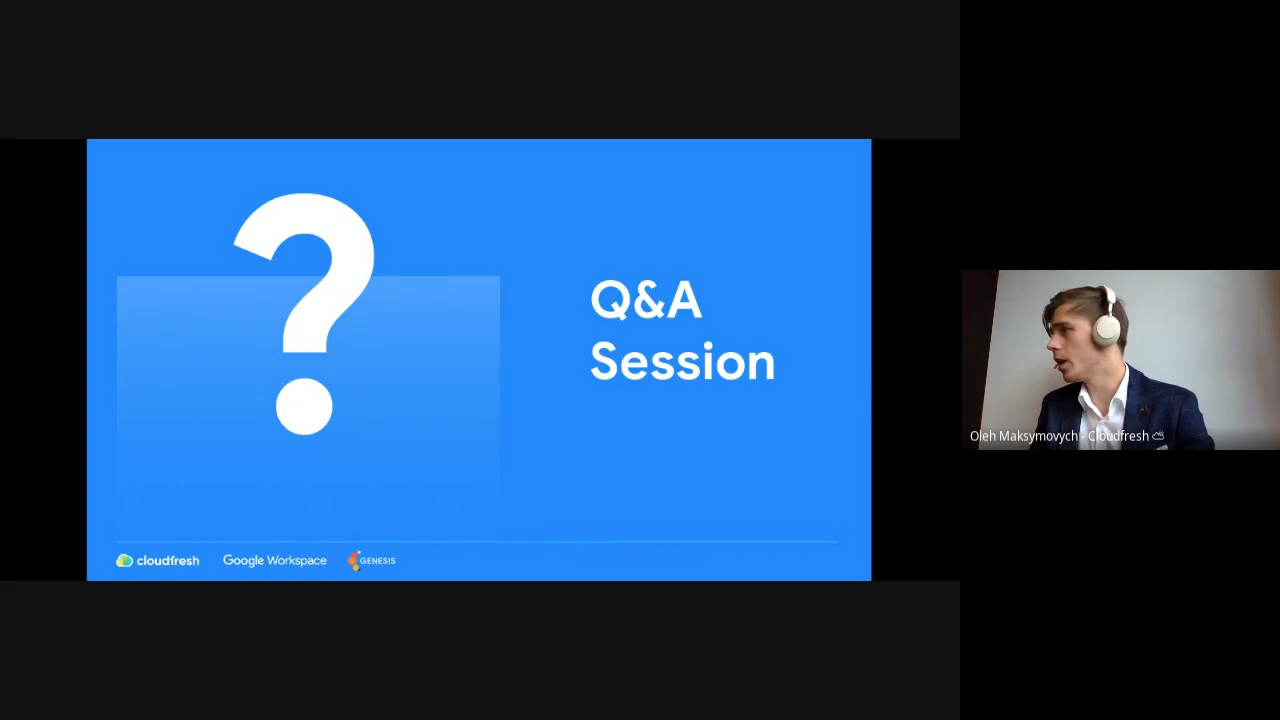 ?
Q&A
Session
cloudfresh
Google Workspace
GENESIS
Oleh Maksymovych - Cloudfresh